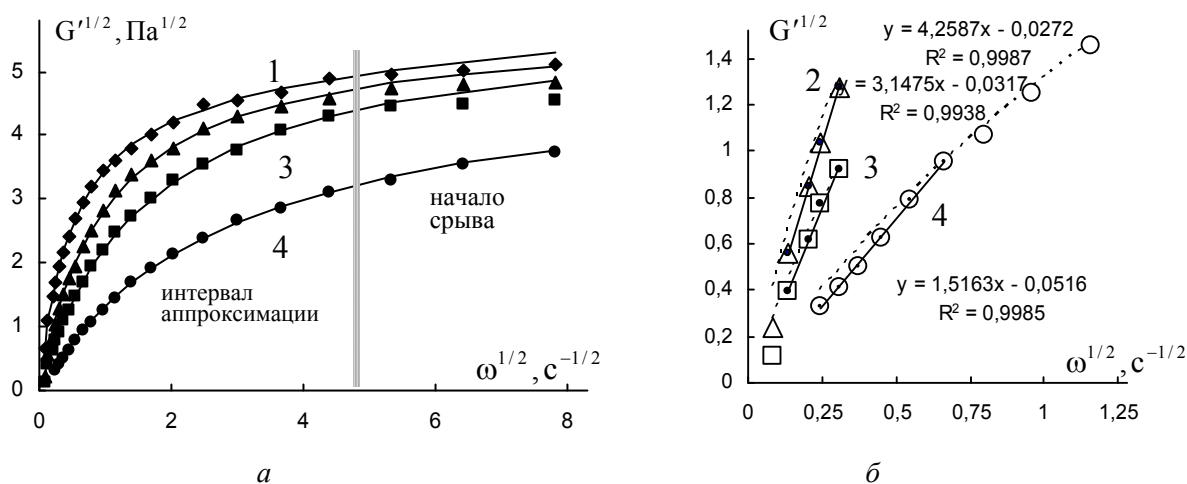 G′^1/2, Па^1/2
1
3
4
начало
срыва
интервал
аппроксимации
ω^1/2, с^−1/2
5
4
3
2
1
0
0 2 4 6 8
а
G′^1/2
y = 4,2587x - 0,0272
R² = 0,9987
y = 3,1475x - 0,0317
R² = 0,9938
2
3
4
y = 1,5163x - 0,0516
R² = 0,9985
ω^1/2, с^−1/2
1,4
1,2
1
0,8
0,6
0,4
0,2
0
0 0,25 0,5 0,75 1 1,25
б